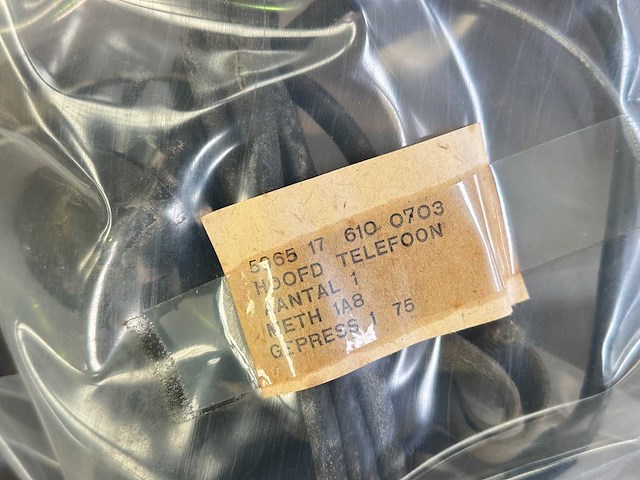 5965 17 610 0703
HOOFD TELEFOON
AANTAL 1
METH 1A8
GEPRESS 1 75